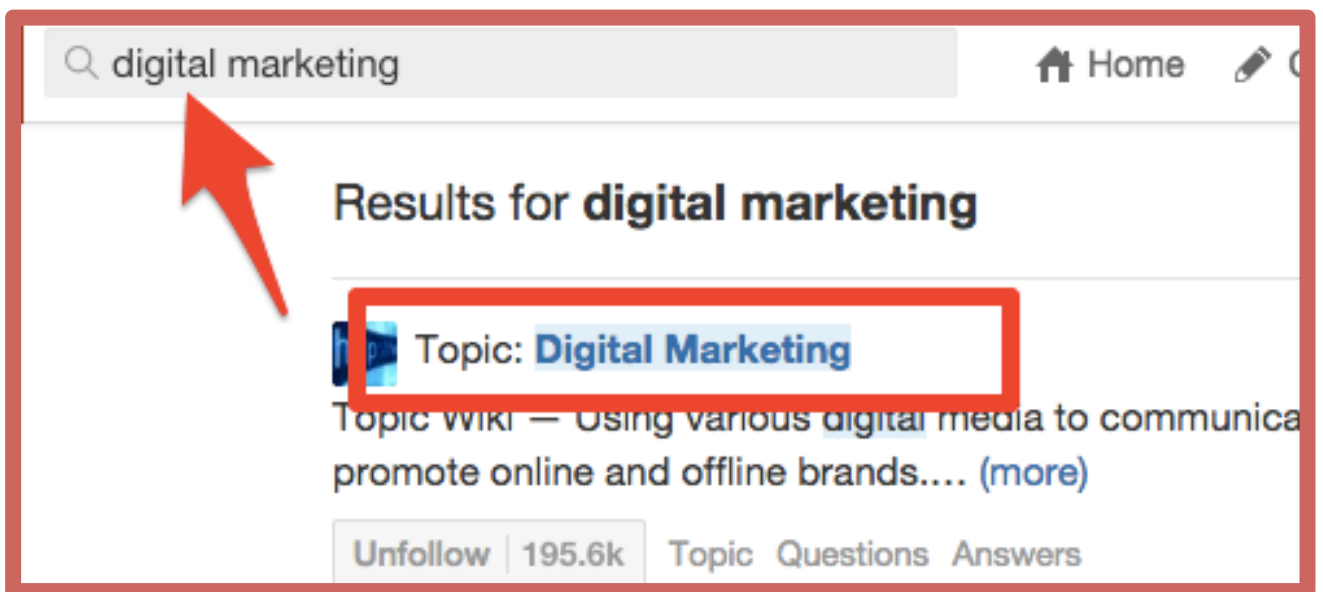 digital marketing
Home
Results for digital marketing
Topic: Digital Marketing
Topic Wiki — Using various digital media to communica
promote online and offline brands.... (more)
Unfollow 195.6k Topic Questions Answers